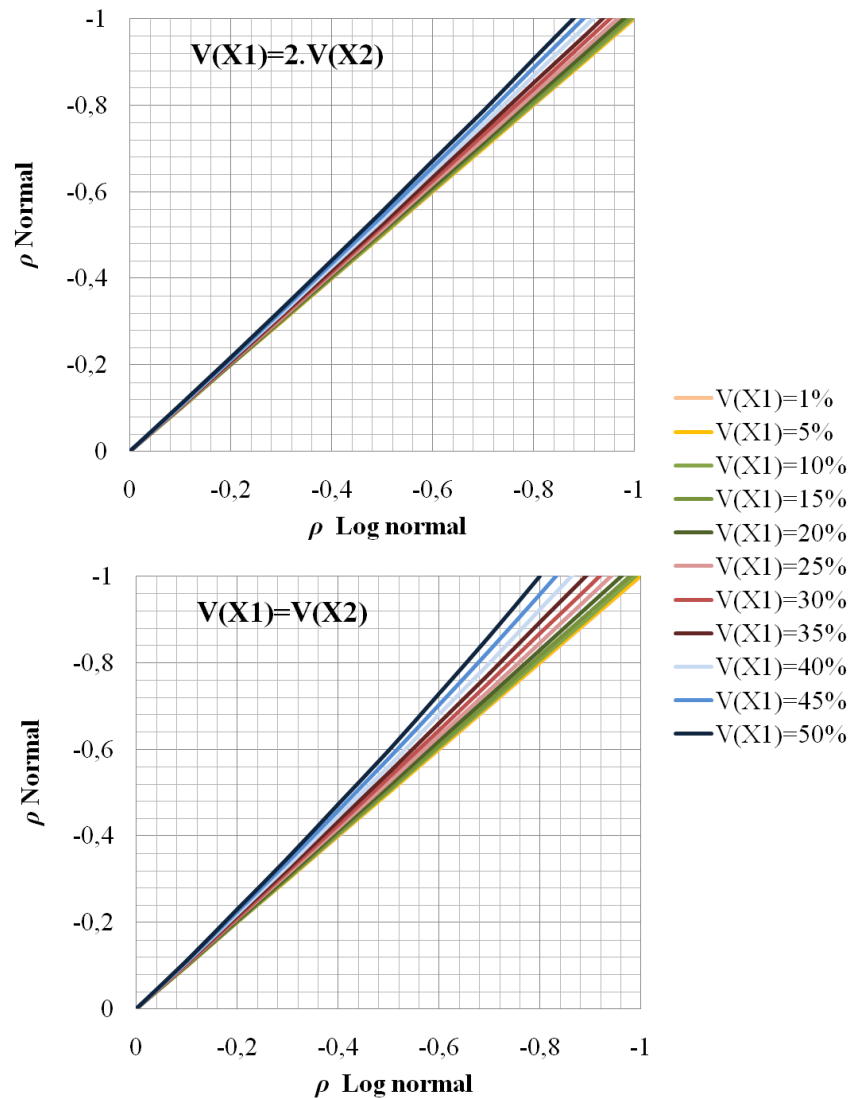 V(X1)=2.V(X2)
-1
-0,8
-0,6
-0,4
-0,2
0
ρ Normal
0 -0,2 -0,4 -0,6 -0,8 -1
ρ Log normal
V(X1)=V(X2)
-1
-0,8
-0,6
-0,4
-0,2
0
ρ Normal
0 -0,2 -0,4 -0,6 -0,8 -1
ρ Log normal
V(X1)=1%
V(X1)=5%
V(X1)=10%
V(X1)=15%
V(X1)=20%
V(X1)=25%
V(X1)=30%
V(X1)=35%
V(X1)=40%
V(X1)=45%
V(X1)=50%